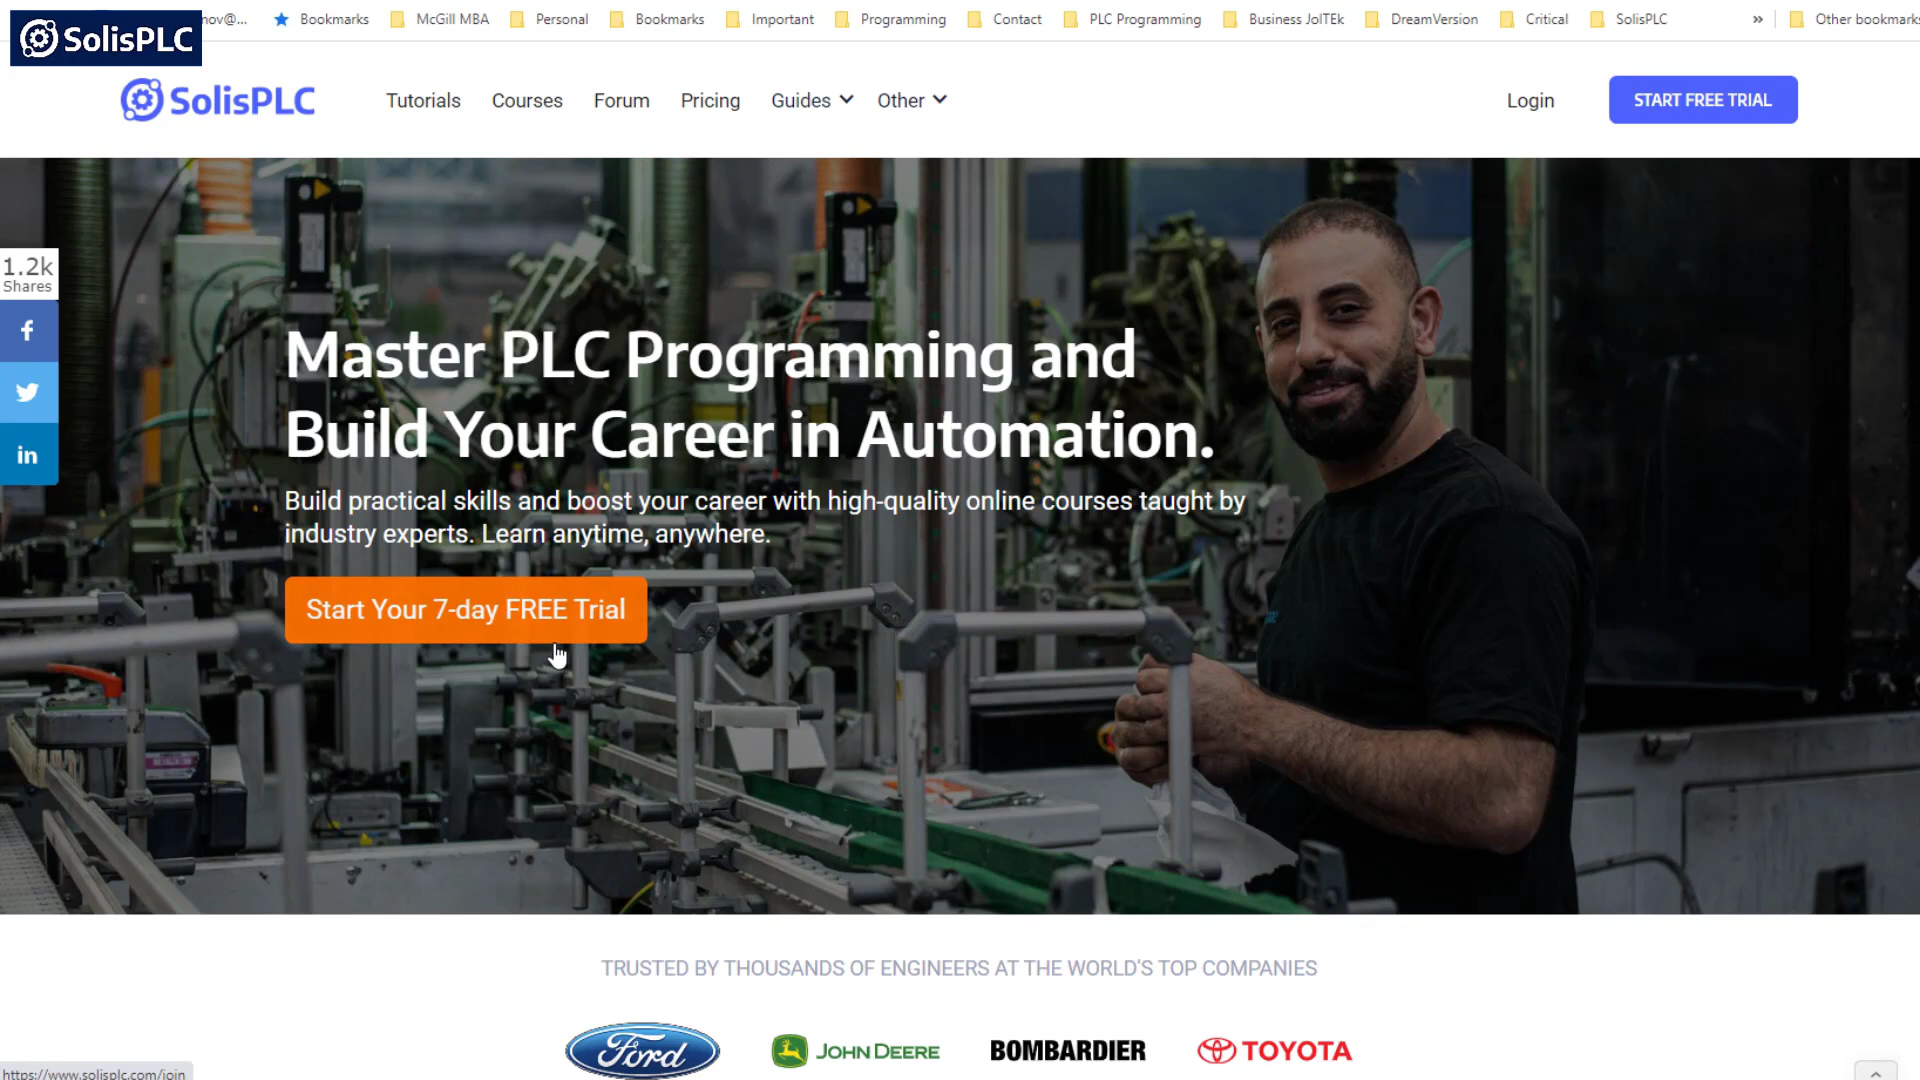 nov@...
Bookmarks
McGill MBA
Personal
Bookmarks
Important
Programming
Contact
PLC Programming
Business JolTEk
DreamVersion
Critical
SolisPLC
»
Other bookmarks
SolisPLC
SolisPLC
Tutorials
Courses
Forum
Pricing
Guides
Other
Login
START FREE TRIAL
1.2k
Shares
f
in
Master PLC Programming and
Build Your Career in Automation.
Build practical skills and boost your career with high-quality online courses taught by
industry experts. Learn anytime, anywhere.
Start Your 7-day FREE Trial
TRUSTED BY THOUSANDS OF ENGINEERS AT THE WORLD'S TOP COMPANIES
Ford
JOHN DEERE
BOMBARDIER
TOYOTA
https://www.solisplc.com/join